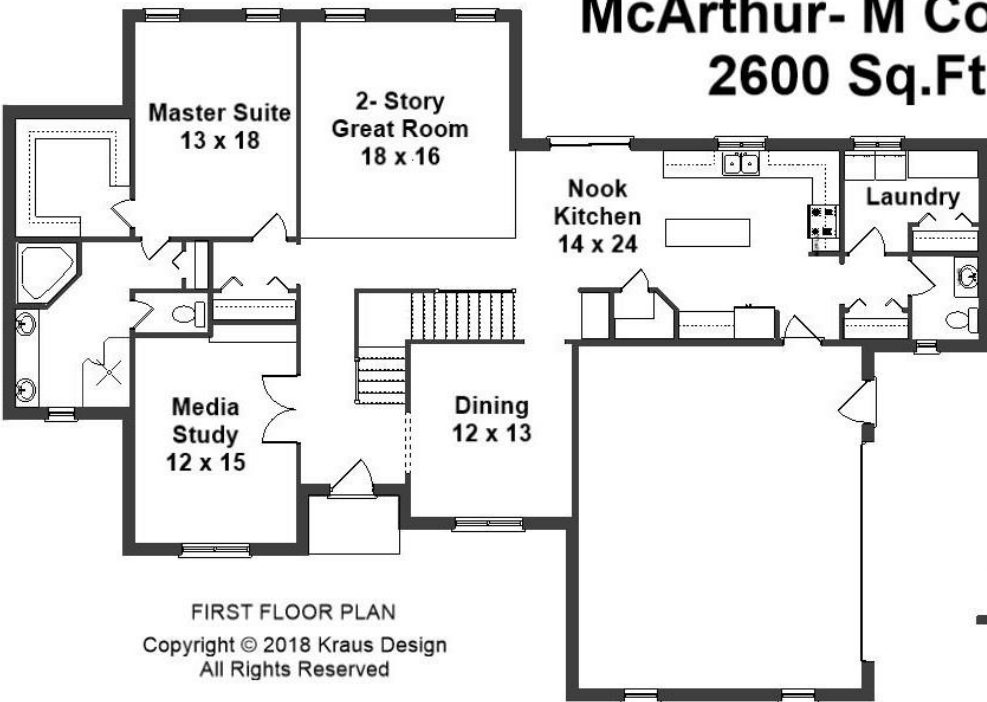 McArthur- M Co
2600 Sq.Ft
Master Suite
13 x 18
2- Story
Great Room
18 x 16
Nook
Kitchen
14 x 24
Laundry
Media
Study
12 x 15
Dining
12 x 13
FIRST FLOOR PLAN
Copyright © 2018 Kraus Design
All Rights Reserved